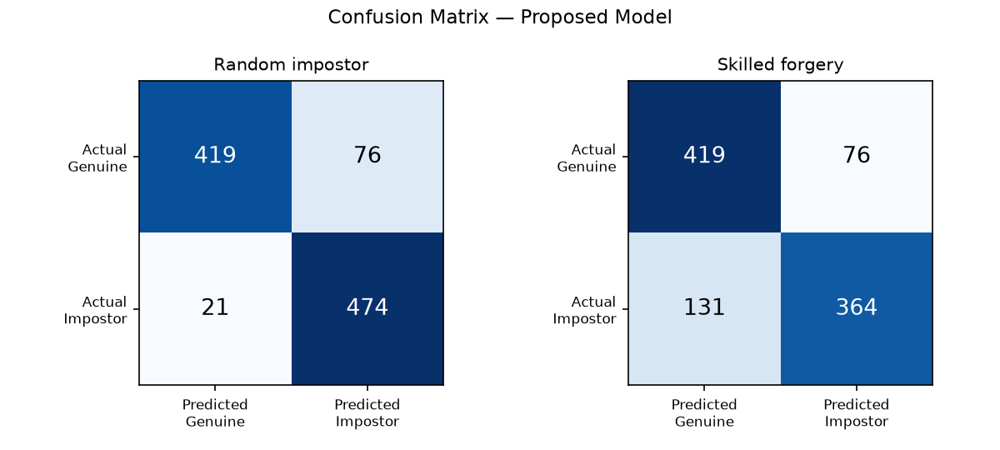 Confusion Matrix — Proposed Model
Random impostor
Actual
Genuine
419
76
Actual
Impostor
21
474
Predicted
Genuine
Predicted
Impostor
Skilled forgery
Actual
Genuine
419
76
Actual
Impostor
131
364
Predicted
Genuine
Predicted
Impostor